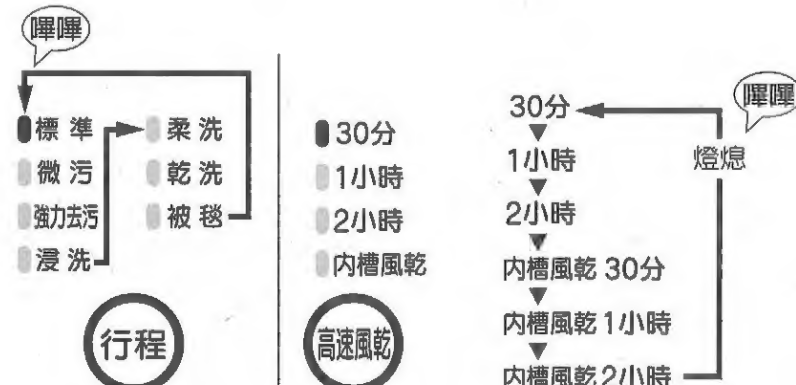 嗶嗶
標準
微污
強力去污
浸洗
柔洗
乾洗
被毯
行程
30分
1小時
2小時
內槽風乾
高速風乾
30分
1小時
2小時
內槽風乾 30分
內槽風乾 1小時
內槽風乾 2小時
燈熄
嗶嗶